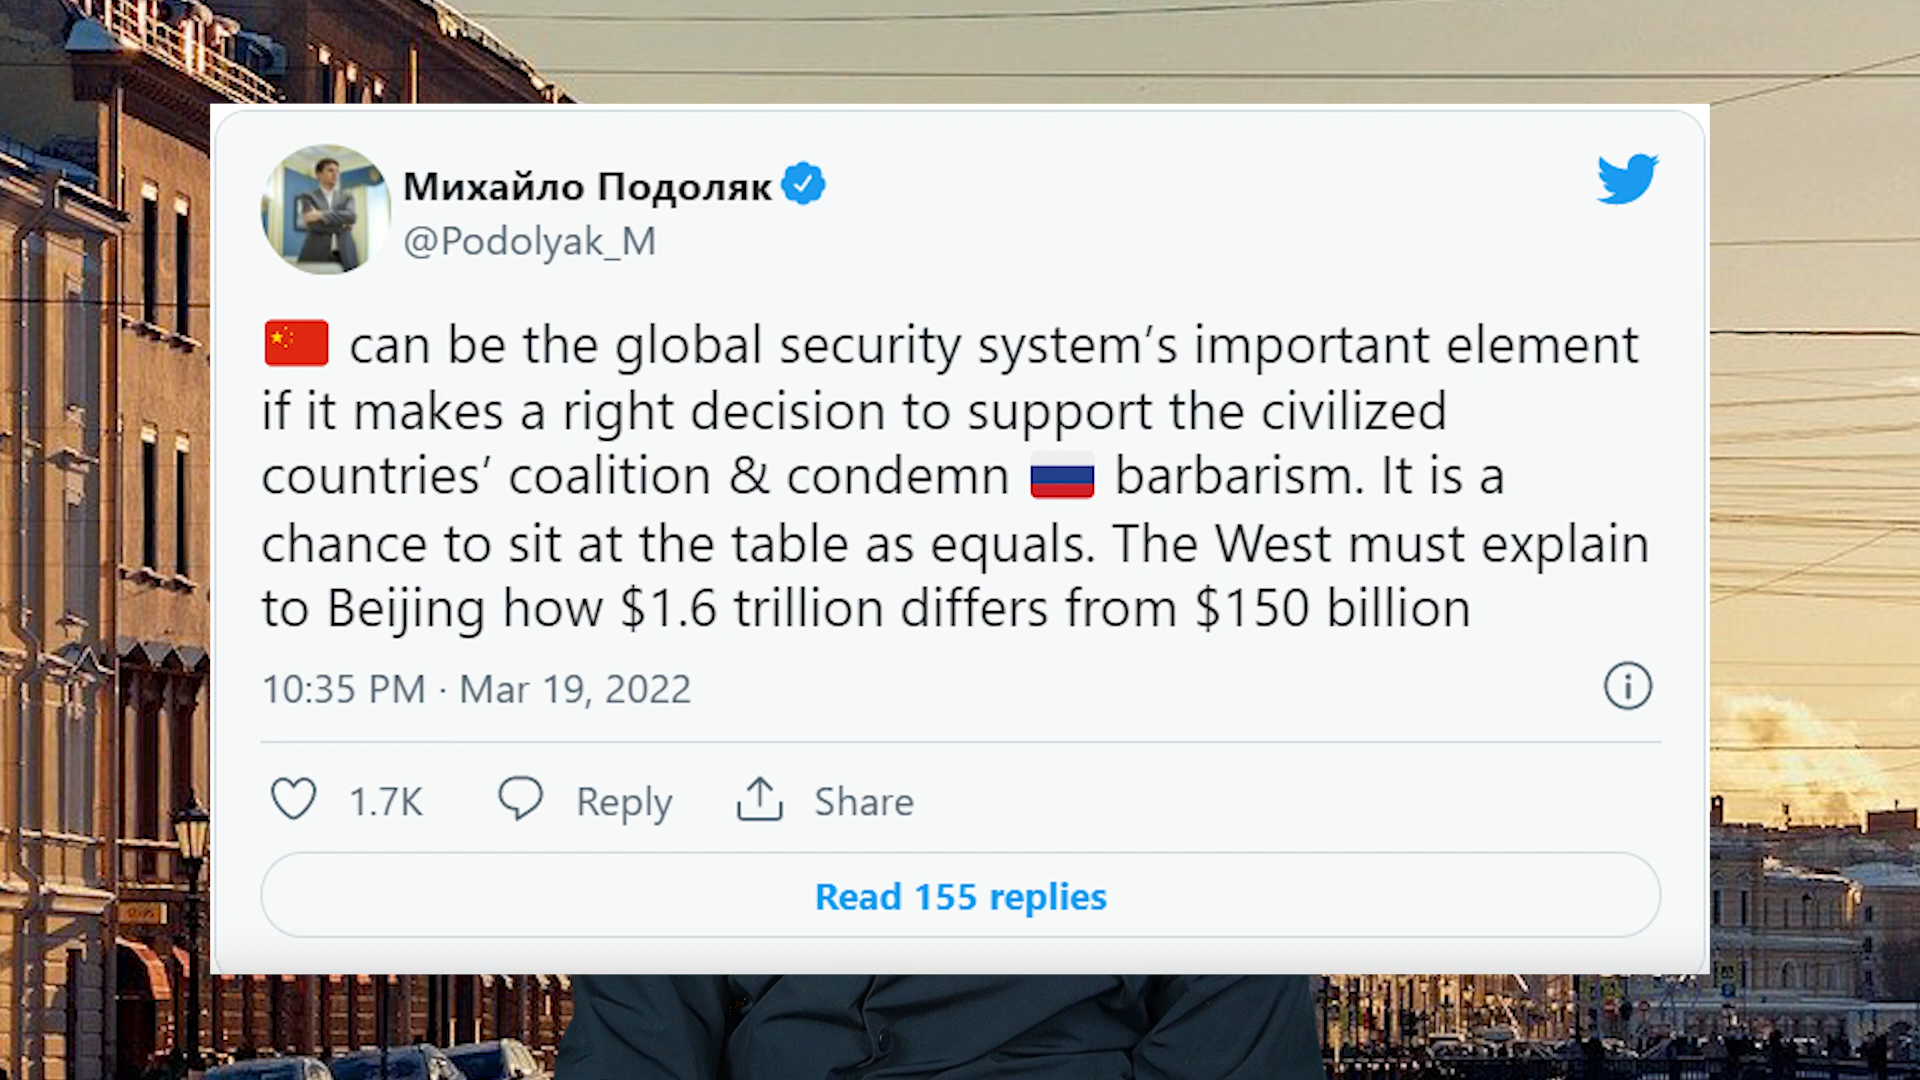 Михайло Подоляк
@Podolyak_M
🇨🇳 can be the global security system’s important element
if it makes a right decision to support the civilized
countries’ coalition & condemn 🇷🇺 barbarism. It is a
chance to sit at the table as equals. The West must explain
to Beijing how $1.6 trillion differs from $150 billion
10:35 PM · Mar 19, 2022
1.7K Reply Share
Read 155 replies